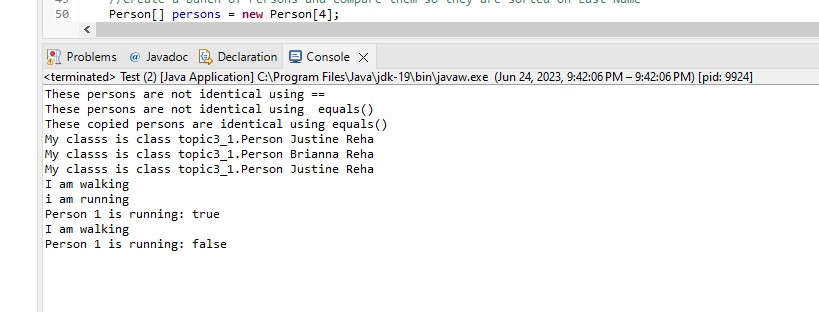 //Create a bunch of Persons and compare them so they are sorted on Last Name
50 Person[] persons = new Person[4];
Problems @ Javadoc Declaration Console
<terminated> Test (2) [Java Application] C:\Program Files\Java\jdk-19\bin\javaw.exe (Jun 24, 2023, 9:42:06 PM – 9:42:06 PM) [pid: 9924]
These persons are not identical using ==
These persons are not identical using  equals()
These copied persons are identical using equals()
My classs is class topic3_1.Person Justine Reha
My classs is class topic3_1.Person Brianna Reha
My classs is class topic3_1.Person Justine Reha
I am walking
i am running
Person 1 is running: true
I am walking
Person 1 is running: false